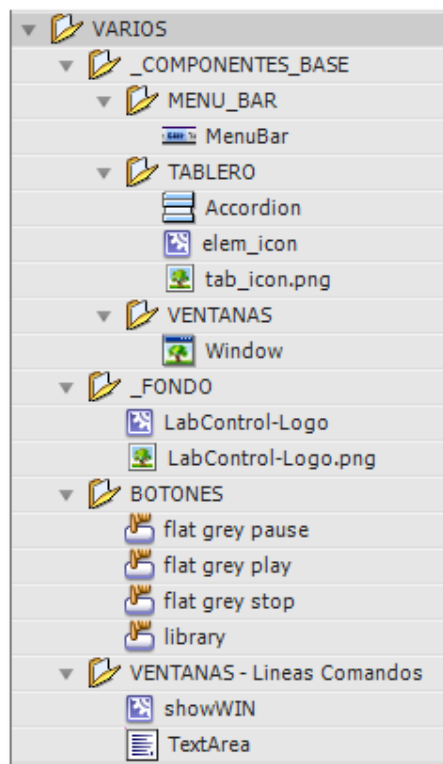 VARIOS
_COMPONENTES_BASE
MENU_BAR
MenuBar
TABLERO
Accordion
elem_icon
tab_icon.png
VENTANAS
Window
_FONDO
LabControl-Logo
LabControl-Logo.png
BOTONES
flat grey pause
flat grey play
flat grey stop
library
VENTANAS - Lineas Comandos
showWIN
TextArea